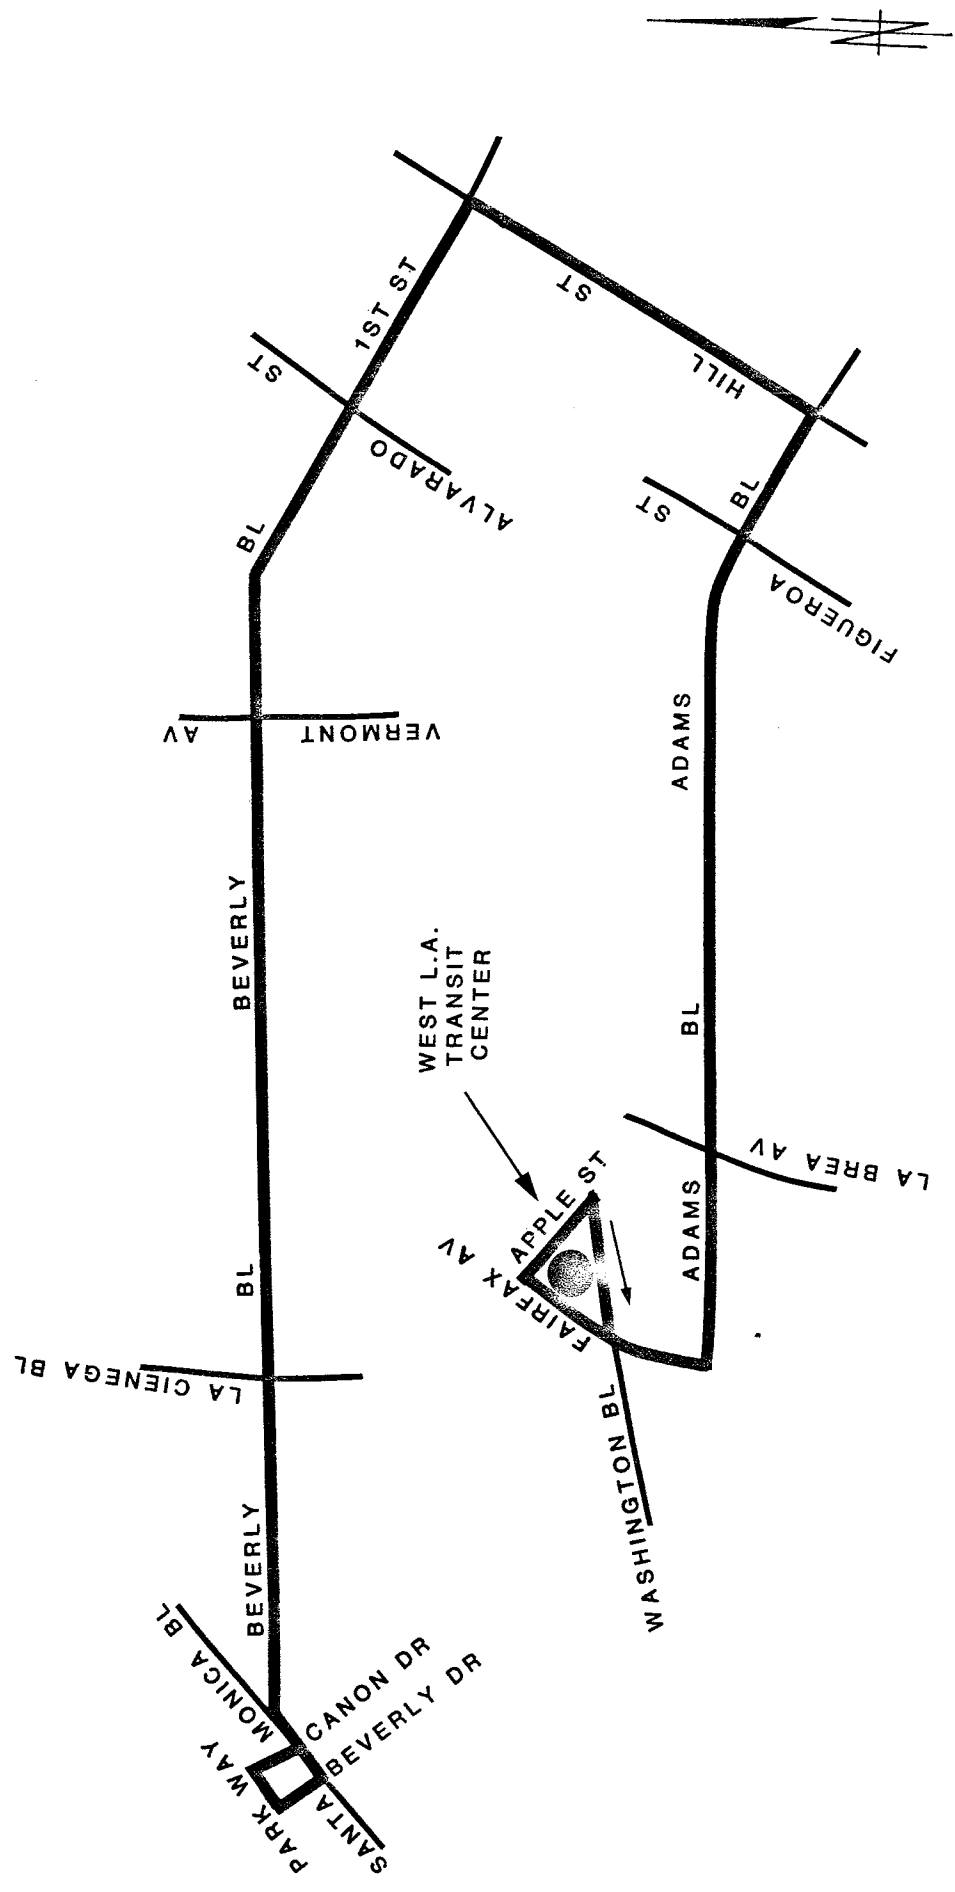 N
1ST ST
ST
ALVARADO
HILL ST
BL
BL
ST
FIGUEROA
VERMONT AV
ADAMS
BEVERLY
WEST L.A.
TRANSIT
CENTER
BL
LA BREA AV
APPLE ST
FAIRFAX AV
ADAMS
BL
LA CIENEGA BL
WASHINGTON BL
BEVERLY
SANTA MONICA BL
CANON DR
BEVERLY DR
PARK WAY